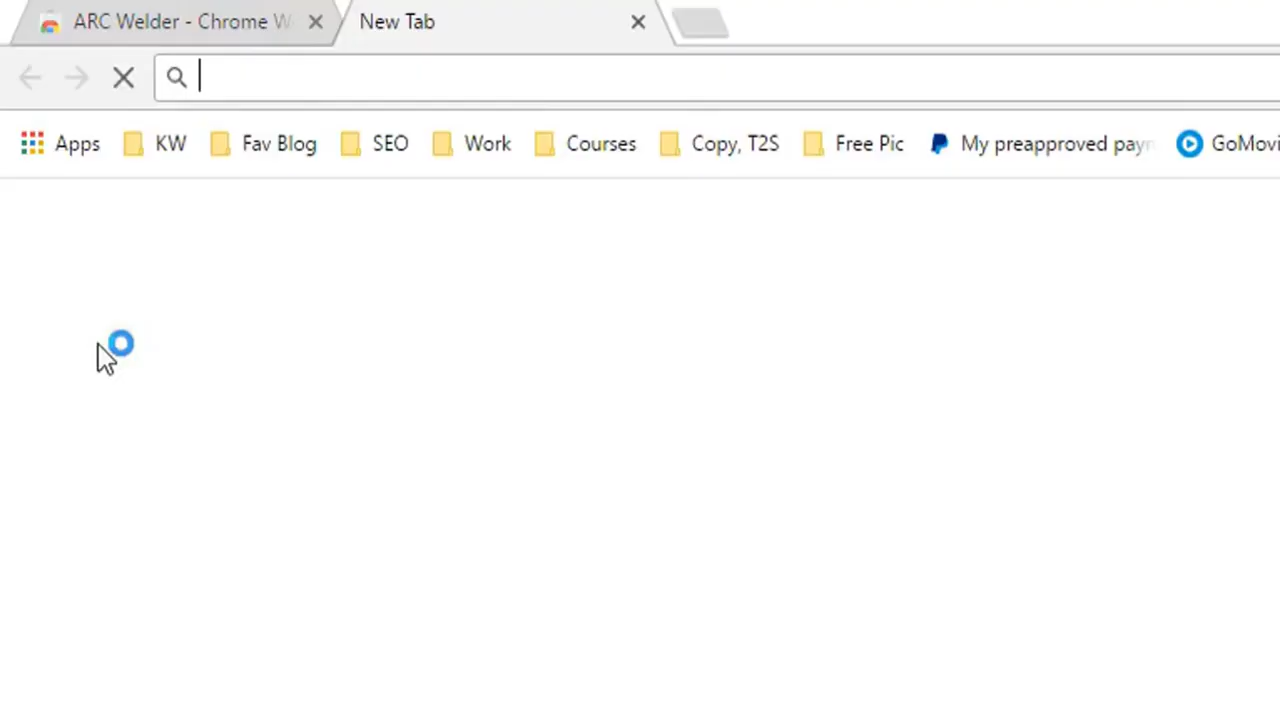 ARC Welder - Chrome W
New Tab
Apps KW Fav Blog SEO Work Courses Copy, T2S Free Pic My preapproved paym GoMovi